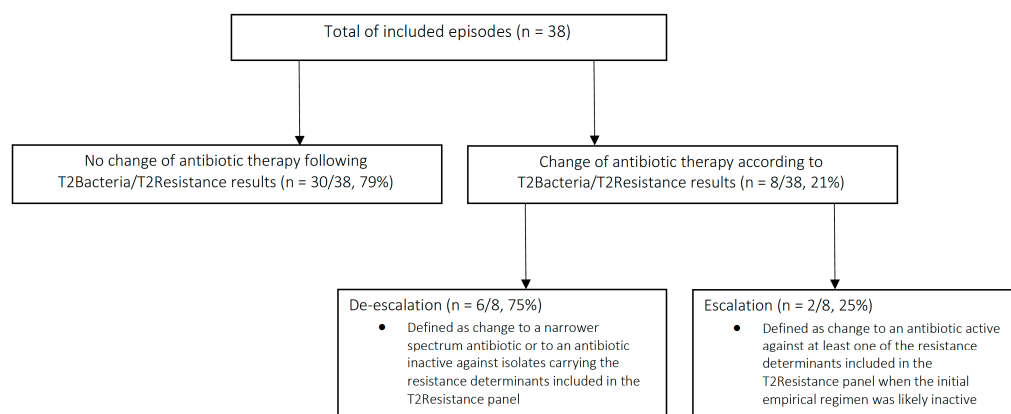 Total of included episodes (n = 38)
No change of antibiotic therapy following
T2Bacteria/T2Resistance results (n = 30/38, 79%)
Change of antibiotic therapy according to
T2Bacteria/T2Resistance results (n = 8/38, 21%)
De-escalation (n = 6/8, 75%)
● Defined as change to a narrower
spectrum antibiotic or to an antibiotic
inactive against isolates carrying the
resistance determinants included in the
T2Resistance panel
Escalation (n = 2/8, 25%)
● Defined as change to an antibiotic active
against at least one of the resistance
determinants included in the
T2Resistance panel when the initial
empirical regimen was likely inactive